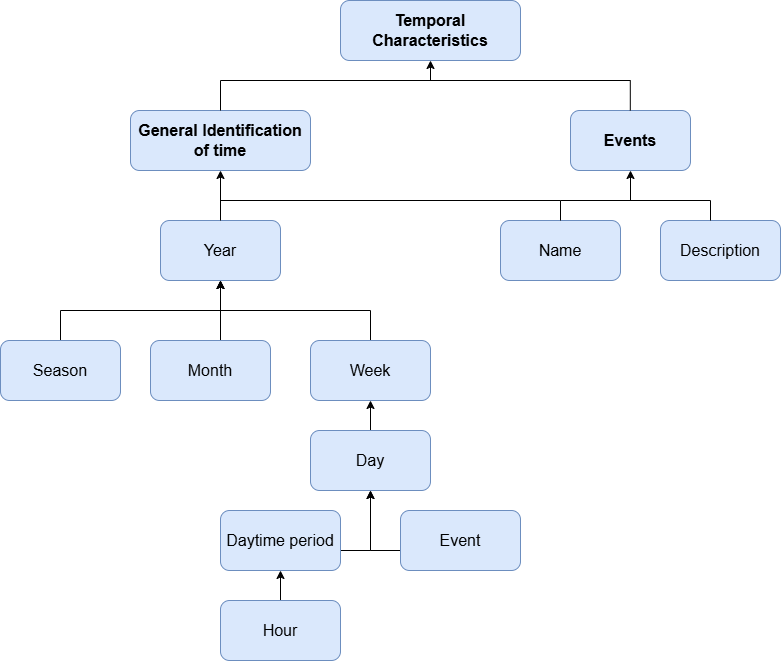 Temporal
Characteristics
General Identification
of time
Events
Year
Name
Description
Season
Month
Week
Day
Daytime period
Event
Hour